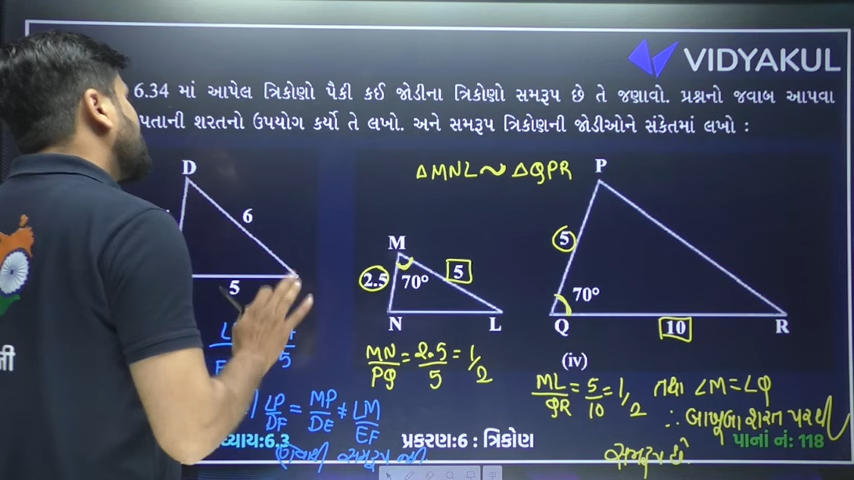 VIDYAKUL
6.34 માં આપેલ ત્રિકોણો પૈકી કઈ જોડીના ત્રિકોણો સમરૂપ છે તે જણાવો. પ્રશ્નનો જવાબ આપવા
પતાની શરતનો ઉપયોગ કર્યો તે લખો. અને સમરૂપ ત્રિકોણની જોડીઓને સંકેતમાં લખો :
ΔMNL ~ ΔQPR
D
6
5
M
2.5
70°
5
N
L
P
5
70°
Q
10
R
(iv)
MN/PQ = 2.5/5 = 1/2
ML/QR = 5/10 = 1/2 તથા ∠M = ∠Q
∴ બાખૂબા શરત પરથી
સમરૂપ છે
LP/DF = MP/DE ≠ LM/EF
ધ્યાય:6.3
પ્રકરણ:6 : ત્રિકોણ
પાનાં નં: 118